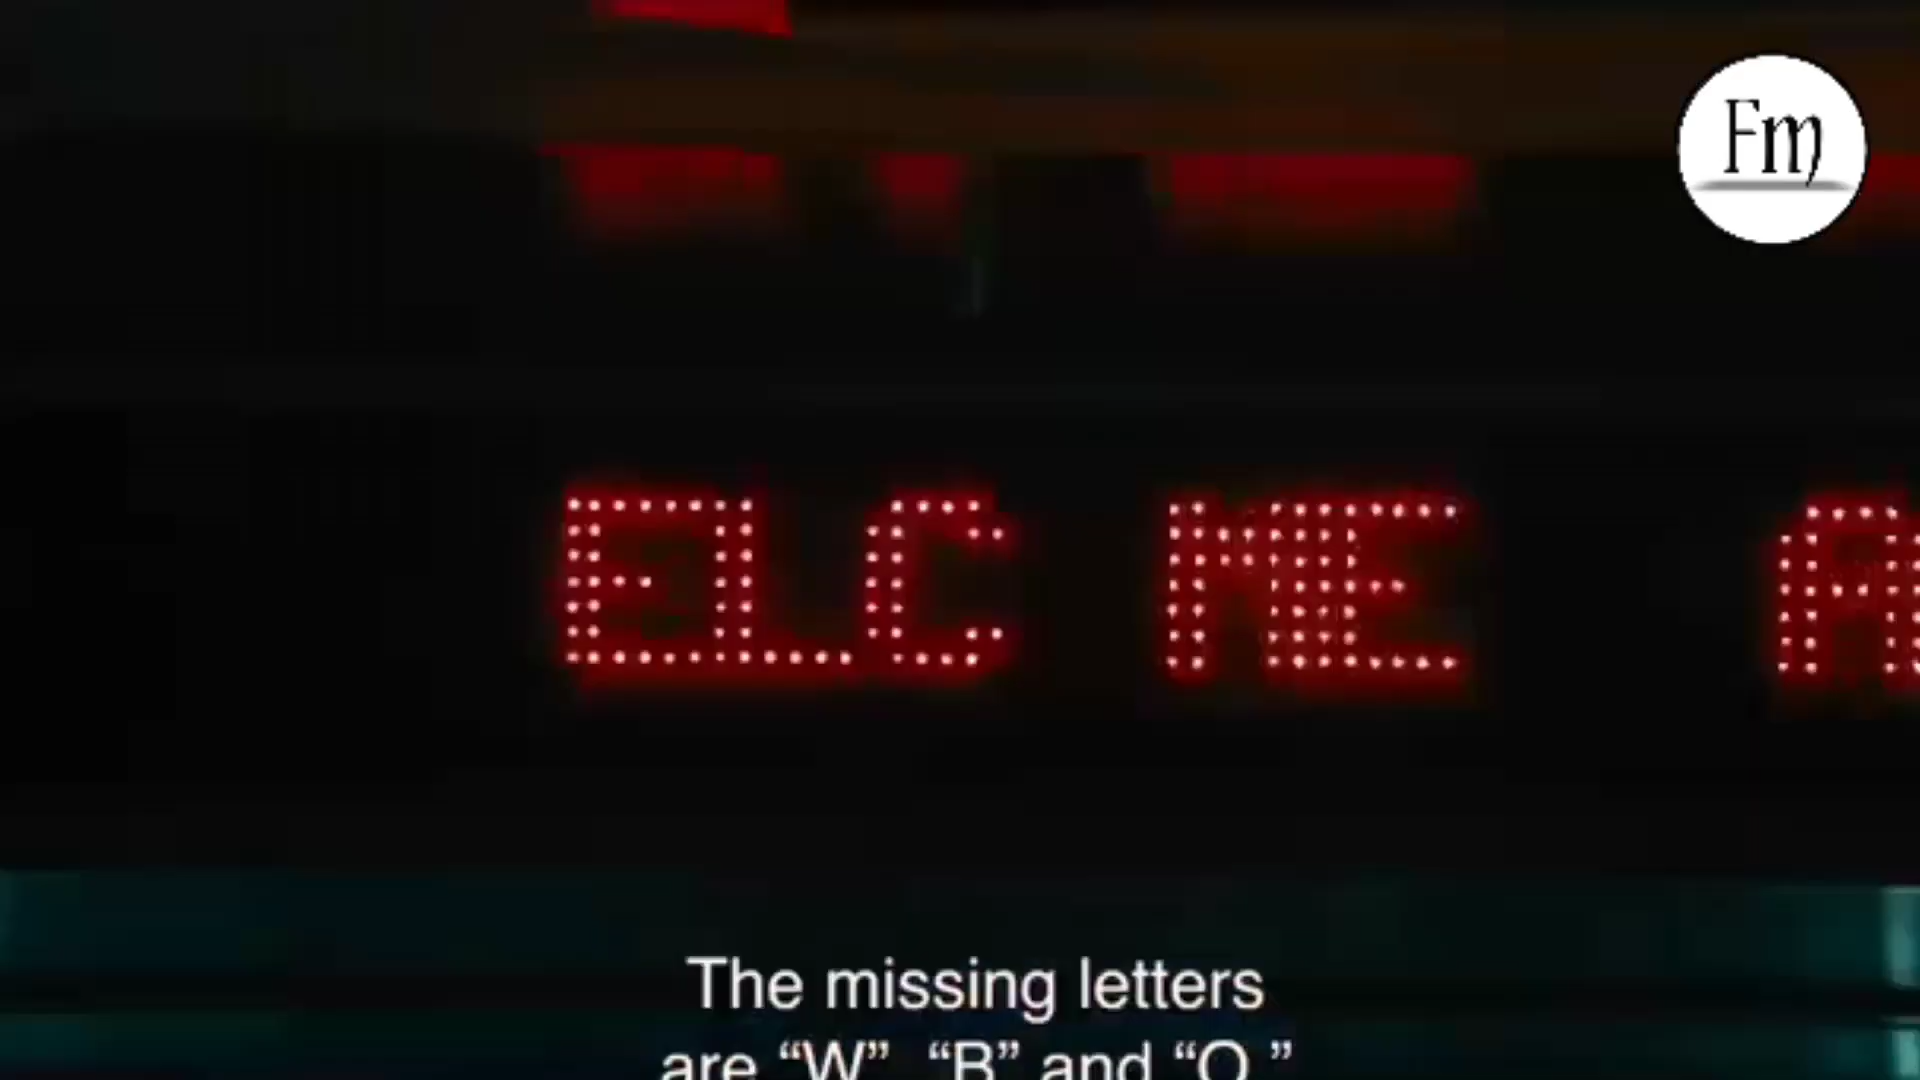 Fm
ELC ME A
The missing letters
are “W”, “B” and “O.”